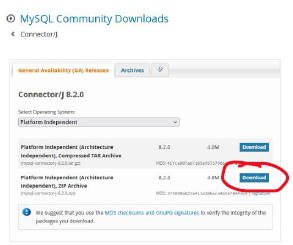 MySQL Community Downloads
Connector/J
General Availability (GA) Releases Archives
Connector/J 8.2.0
Select Operating System:
Platform Independent
Platform Independent (Architecture Independent), Compressed TAR Archive 8.2.0 4.0M Download
(mysql-connector-j-8.2.0.tar.gz) MD5:
Platform Independent (Architecture Independent), ZIP Archive 8.2.0 4.8M Download
(mysql-connector-j-8.2.0.zip) MD5: | Signature
We suggest that you use the MD5 checksums and GnuPG signatures to verify the integrity of the
packages you download.